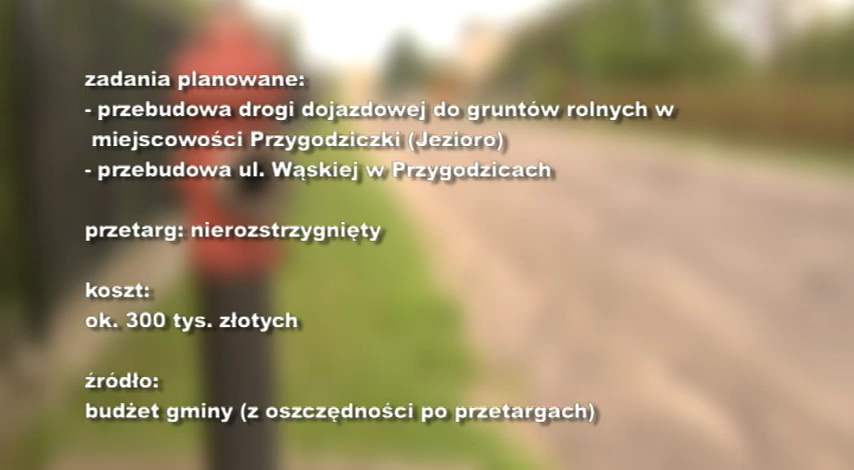 zadania planowane:
- przebudowa drogi dojazdowej do gruntów rolnych w
miejscowości Przygodziczki (Jezioro)
- przebudowa ul. Wąskiej w Przygodzicach
przetarg: nierozstrzygnięty
koszt:
ok. 300 tys. złotych
źródło:
budżet gminy (z oszczędności po przetargach)